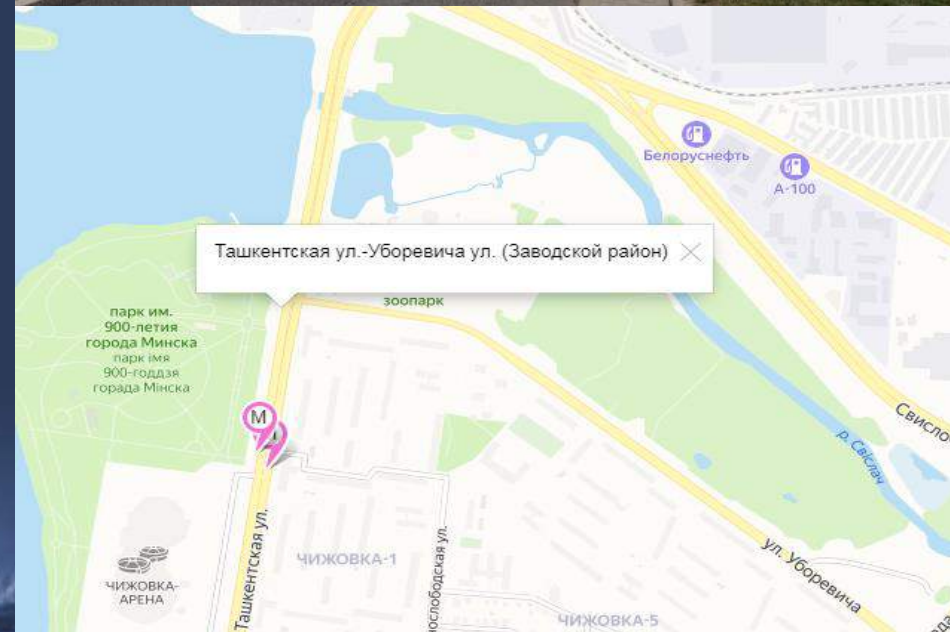 Белоруснефть
А-100
Ташкентская ул.-Уборевича ул. (Заводской район)
зоопарк
парк им.
900-летия
города Минска
парк імя
900-годдзя
горада Мінска
М
р. Свіслач
ЧИЖОВКА-
АРЕНА
Ташкентская ул.
ЧИЖОВКА-1
ул. Уборевича
ЧИЖОВКА-5